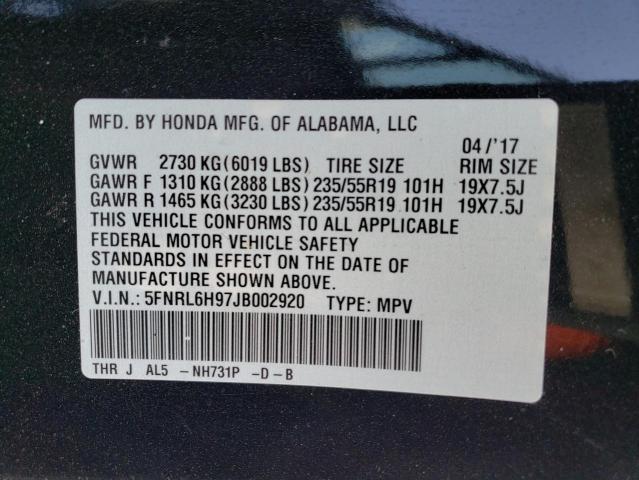 MFD. BY HONDA MFG. OF ALABAMA, LLC
04/'17
GVWR 2730 KG(6019 LBS) TIRE SIZE RIM SIZE
GAWR F 1310 KG(2888 LBS) 235/55R19 101H 19X7.5J
GAWR R 1465 KG(3230 LBS) 235/55R19 101H 19X7.5J
THIS VEHICLE CONFORMS TO ALL APPLICABLE
FEDERAL MOTOR VEHICLE SAFETY
STANDARDS IN EFFECT ON THE DATE OF
MANUFACTURE SHOWN ABOVE.
V.I.N.: 5FNRL6H97JB002920 TYPE: MPV
THR J AL5 -NH731P -D-B